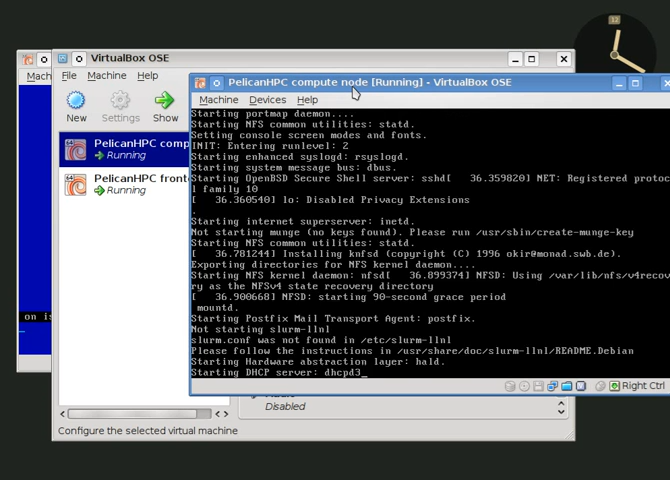 12
VirtualBox OSE
File Machine Help
New
Settings
Show
PelicanHPC comp
Running
PelicanHPC front
Running
Mach
on is
Disabled
Configure the selected virtual machine
PelicanHPC compute node [Running] - VirtualBox OSE
Machine Devices Help
Starting portmap daemon....
Starting NFS common utilities: statd.
Setting console screen modes and fonts.
INIT: Entering runlevel: 2
Starting enhanced syslogd: rsyslogd.
Starting system message bus: dbus.
Starting OpenBSD Secure Shell server: sshd[   36.359820] NET: Registered protoco
l family 10
[   36.360540] lo: Disabled Privacy Extensions
.
Starting internet superserver: inetd.
Not starting munge (no keys found). Please run /usr/sbin/create-munge-key
Starting NFS common utilities: statd.
[   36.781244] Installing knfsd (copyright (C) 1996 okir@monad.swb.de).
Exporting directories for NFS kernel daemon....
Starting NFS kernel daemon: nfsd[   36.899374] NFSD: Using /var/lib/nfs/v4recov
ery as the NFSv4 state recovery directory
[   36.900668] NFSD: starting 90-second grace period
mountd.
Starting Postfix Mail Transport Agent: postfix.
Not starting slurm-llnl
slurm.conf was not found in /etc/slurm-llnl
Please follow the instructions in /usr/share/doc/slurm-llnl/README.Debian
Starting Hardware abstraction layer: hald.
Starting DHCP server: dhcpd3_
Right Ctrl